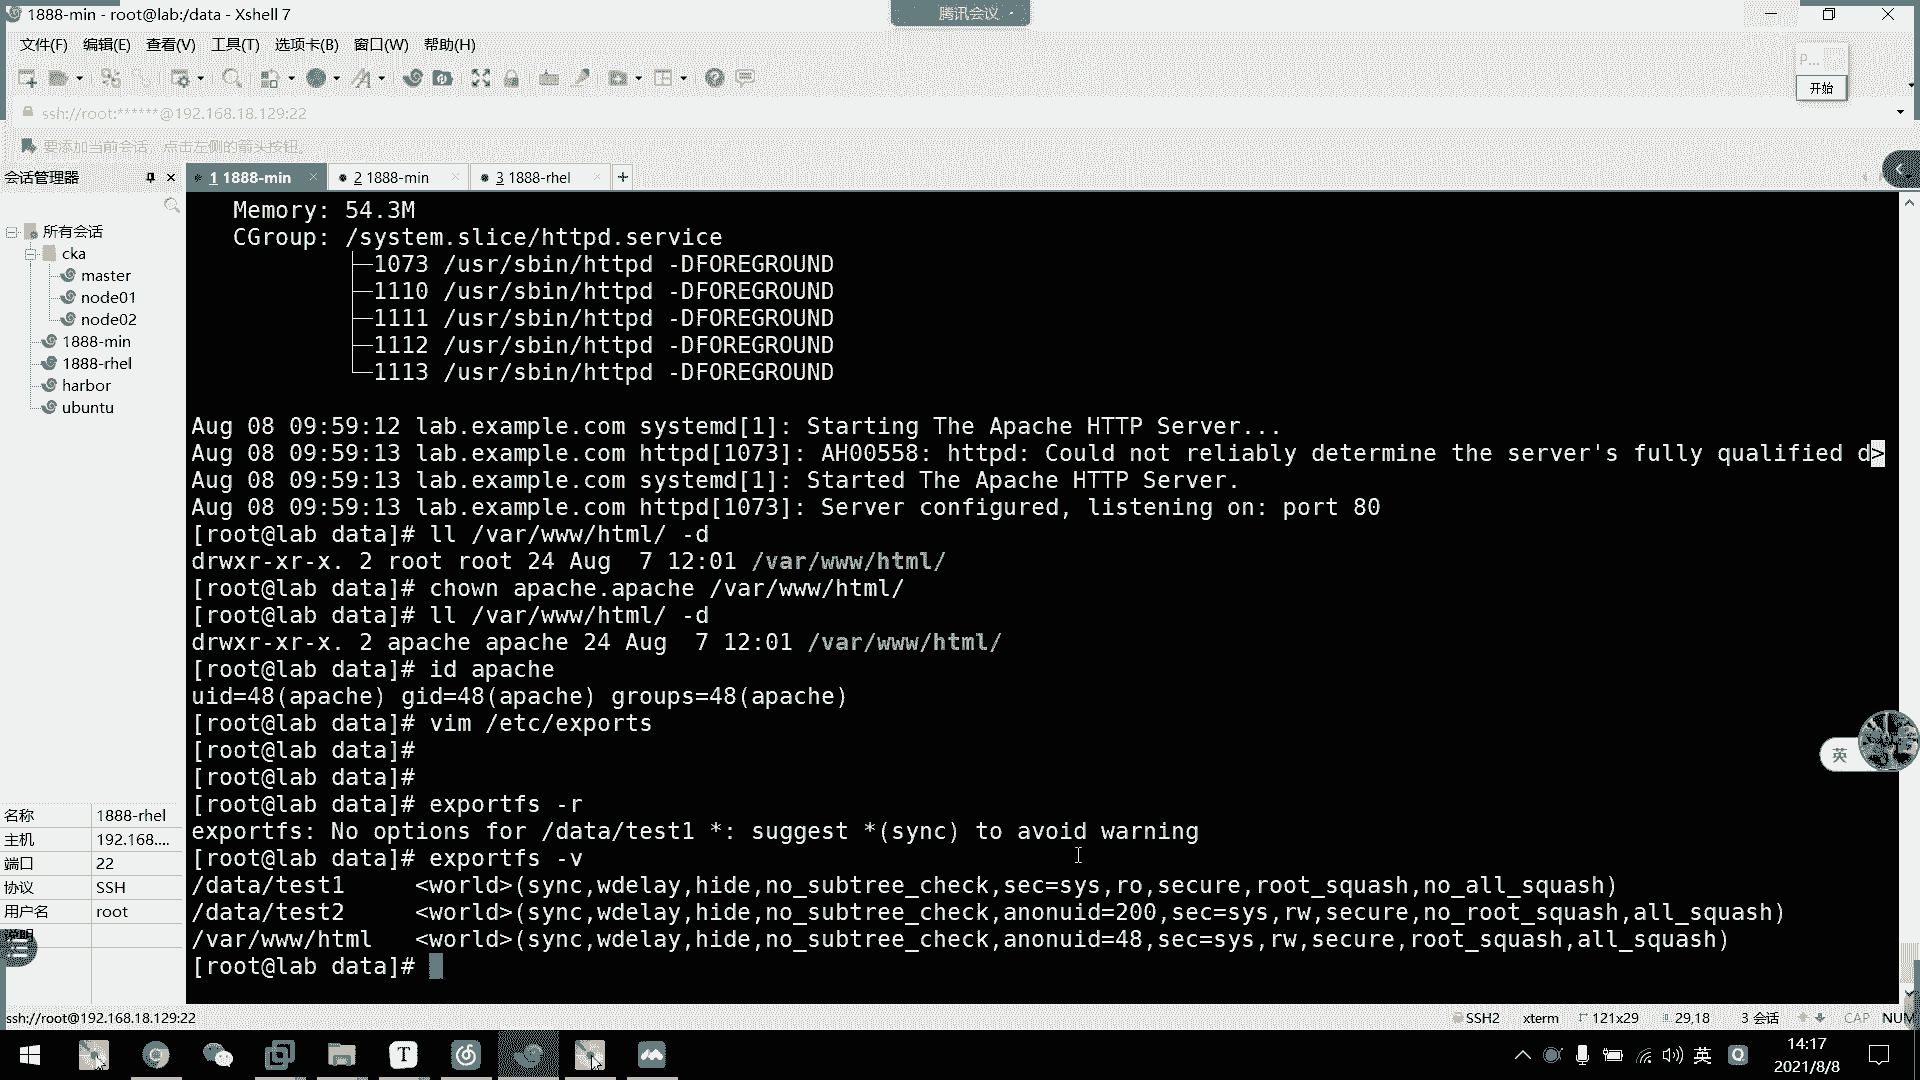 1888-min - root@lab:/data - Xshell 7
腾讯会议
文件(F) 编辑(E) 查看(V) 工具(T) 选项卡(B) 窗口(W) 帮助(H)
P...
开始
ssh://root:******@192.168.18.129:22
要添加当前会话，点击左侧的箭头按钮。
会话管理器
1 1888-min
2 1888-min
3 1888-rhel
所有会话
cka
master
node01
node02
1888-min
1888-rhel
harbor
ubuntu
Memory: 54.3M
CGroup: /system.slice/httpd.service
├─1073 /usr/sbin/httpd -DFOREGROUND
├─1110 /usr/sbin/httpd -DFOREGROUND
├─1111 /usr/sbin/httpd -DFOREGROUND
├─1112 /usr/sbin/httpd -DFOREGROUND
└─1113 /usr/sbin/httpd -DFOREGROUND
Aug 08 09:59:12 lab.example.com systemd[1]: Starting The Apache HTTP Server...
Aug 08 09:59:13 lab.example.com httpd[1073]: AH00558: httpd: Could not reliably determine the server's fully qualified d>
Aug 08 09:59:13 lab.example.com systemd[1]: Started The Apache HTTP Server.
Aug 08 09:59:13 lab.example.com httpd[1073]: Server configured, listening on: port 80
[root@lab data]# ll /var/www/html/ -d
drwxr-xr-x. 2 root root 24 Aug  7 12:01 /var/www/html/
[root@lab data]# chown apache.apache /var/www/html/
[root@lab data]# ll /var/www/html/ -d
drwxr-xr-x. 2 apache apache 24 Aug  7 12:01 /var/www/html/
[root@lab data]# id apache
uid=48(apache) gid=48(apache) groups=48(apache)
[root@lab data]# vim /etc/exports
[root@lab data]#
[root@lab data]#
[root@lab data]# exportfs -r
exportfs: No options for /data/test1 *: suggest *(sync) to avoid warning
[root@lab data]# exportfs -v
/data/test1     <world>(sync,wdelay,hide,no_subtree_check,sec=sys,ro,secure,root_squash,no_all_squash)
/data/test2     <world>(sync,wdelay,hide,no_subtree_check,anonuid=200,sec=sys,rw,secure,no_root_squash,all_squash)
/var/www/html   <world>(sync,wdelay,hide,no_subtree_check,anonuid=48,sec=sys,rw,secure,root_squash,all_squash)
[root@lab data]#
英
名称 1888-rhel
主机 192.168....
端口 22
协议 SSH
用户名 root
说明
ssh://root@192.168.18.129:22
SSH2 xterm 121x29 29,18 3 会话 CAP NUM
英
14:17
2021/8/8